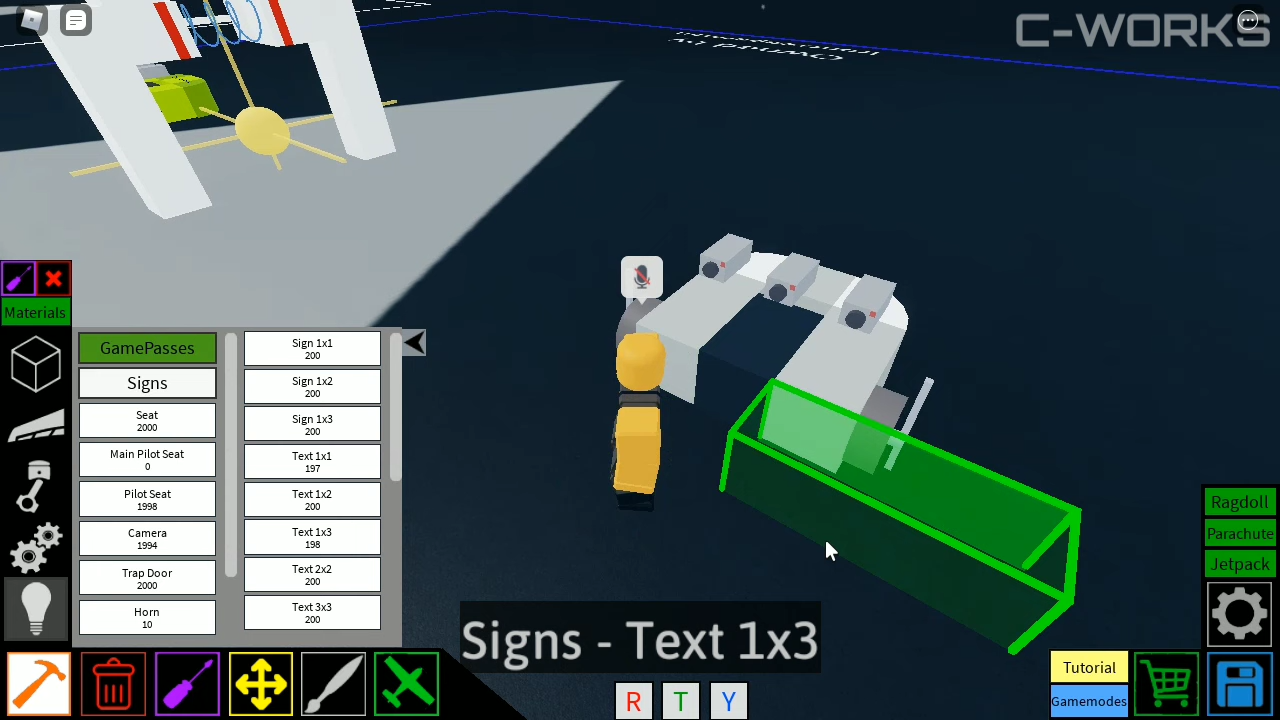 C-WORKS
Materials
GamePasses
Signs
Seat
2000
Main Pilot Seat
0
Pilot Seat
1998
Camera
1994
Trap Door
2000
Horn
10
Sign 1x1
200
Sign 1x2
200
Sign 1x3
200
Text 1x1
197
Text 1x2
200
Text 1x3
198
Text 2x2
200
Text 3x3
200
Signs - Text 1x3
R T Y
Ragdoll
Parachute
Jetpack
Tutorial
Gamemodes